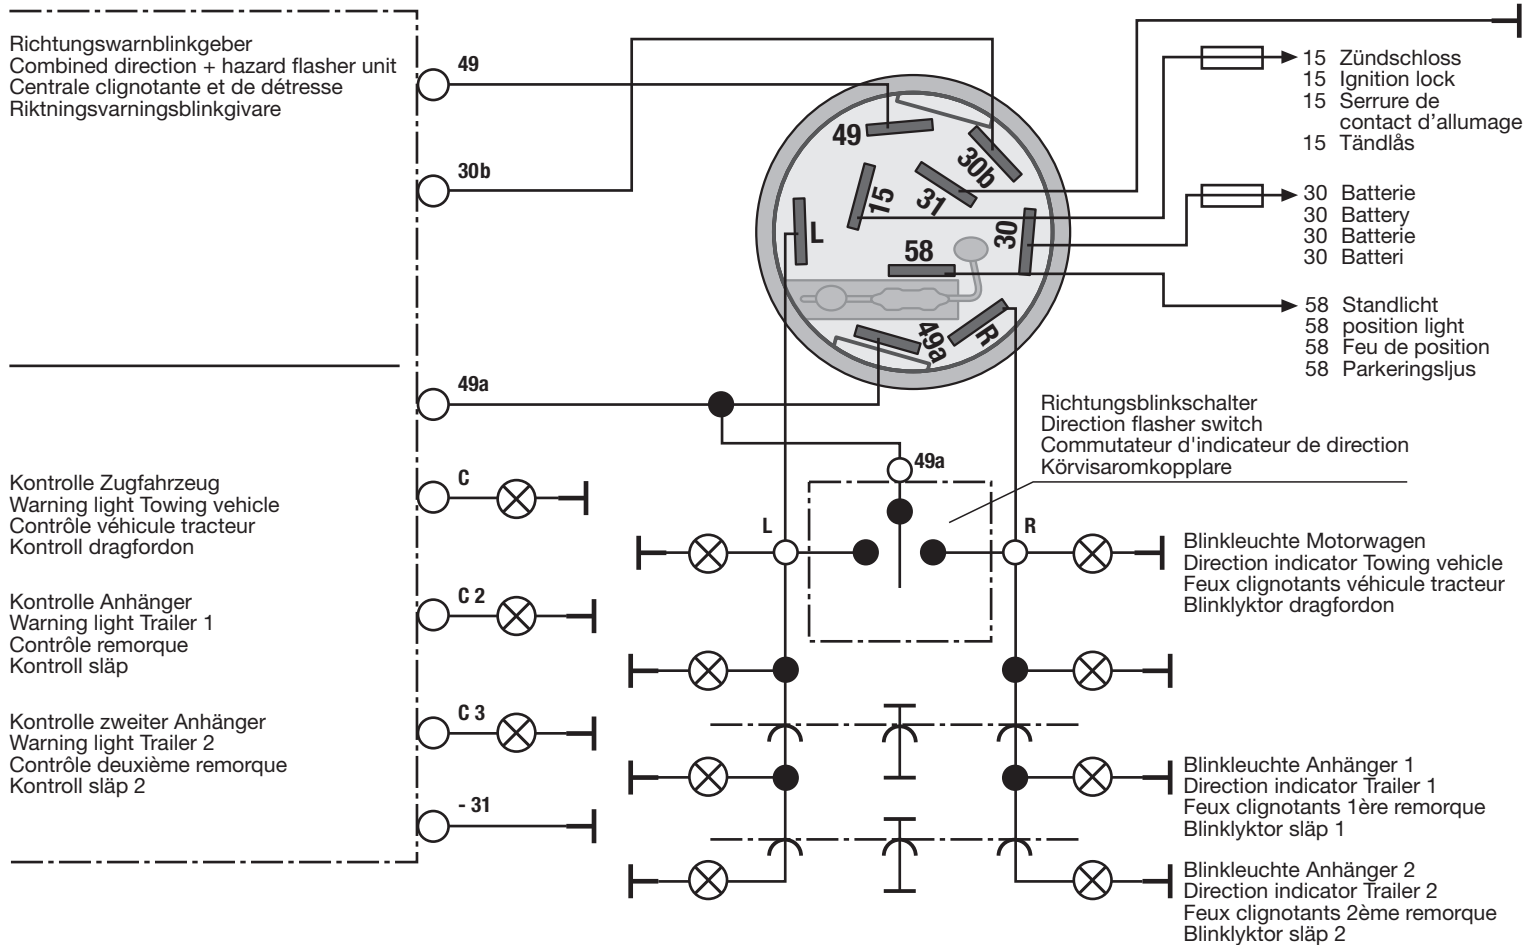 Richtungswarnblinkgeber
Combined direction + hazard flasher unit
Centrale clignotante et de détresse
Riktningsvarningsblinkgivare
49
30b
49a
C
C 2
C 3
- 31
Kontrolle Zugfahrzeug
Warning light Towing vehicle
Contrôle véhicule tracteur
Kontroll dragfordon
Kontrolle Anhänger
Warning light Trailer 1
Contrôle remorque
Kontroll släp
Kontrolle zweiter Anhänger
Warning light Trailer 2
Contrôle deuxième remorque
Kontroll släp 2
49
30b
15
31
L
30
58
49a
R
15 Zündschloss
15 Ignition lock
15 Serrure de
contact d’allumage
15 Tändlås
30 Batterie
30 Battery
30 Batterie
30 Batteri
58 Standlicht
58 position light
58 Feu de position
58 Parkeringsljus
Richtungsblinkschalter
Direction flasher switch
Commutateur d'indicateur de direction
Körvisaromkopplare
49a
L
R
Blinkleuchte Motorwagen
Direction indicator Towing vehicle
Feux clignotants véhicule tracteur
Blinklyktor dragfordon
Blinkleuchte Anhänger 1
Direction indicator Trailer 1
Feux clignotants 1ère remorque
Blinklyktor släp 1
Blinkleuchte Anhänger 2
Direction indicator Trailer 2
Feux clignotants 2ème remorque
Blinklyktor släp 2